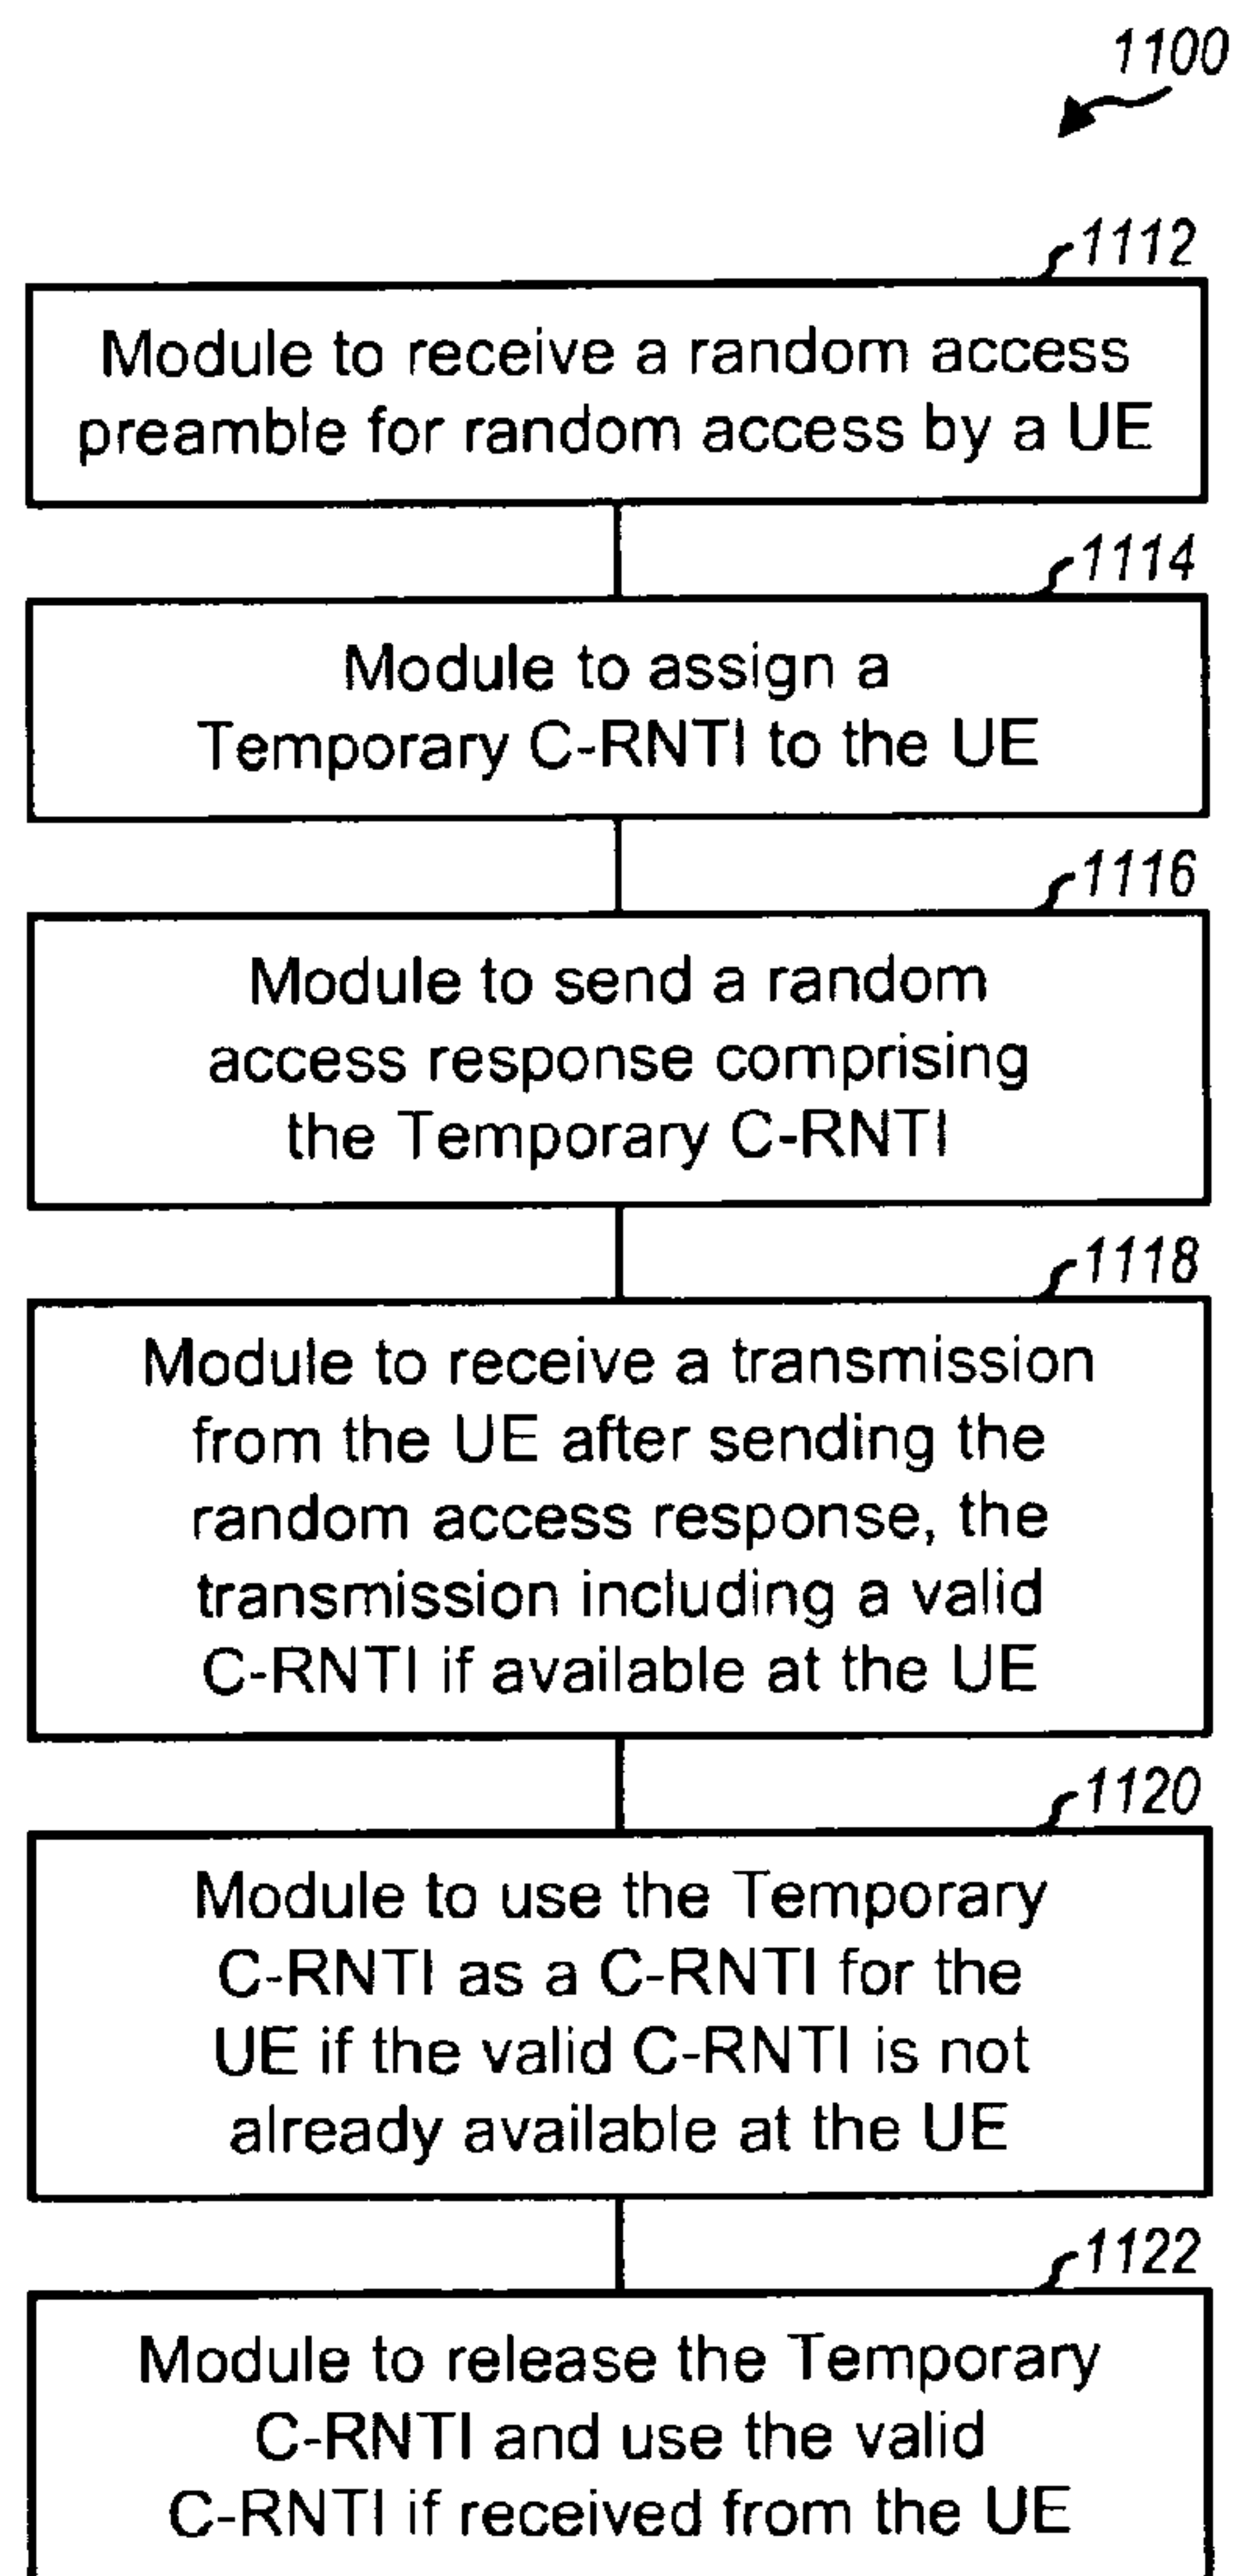 1100
1112
Module to receive a random access
preamble for random access by a UE
1114
Module to assign a
Temporary C-RNTI to the UE
1116
Module to send a random
access response comprising
the Temporary C-RNTI
1118
Module to receive a transmission
from the UE after sending the
random access response, the
transmission including a valid
C-RNTI if available at the UE
1120
Module to use the Temporary
C-RNTI as a C-RNTI for the
UE if the valid C-RNTI is not
already available at the UE
1122
Module to release the Temporary
C-RNTI and use the valid
C-RNTI if received from the UE